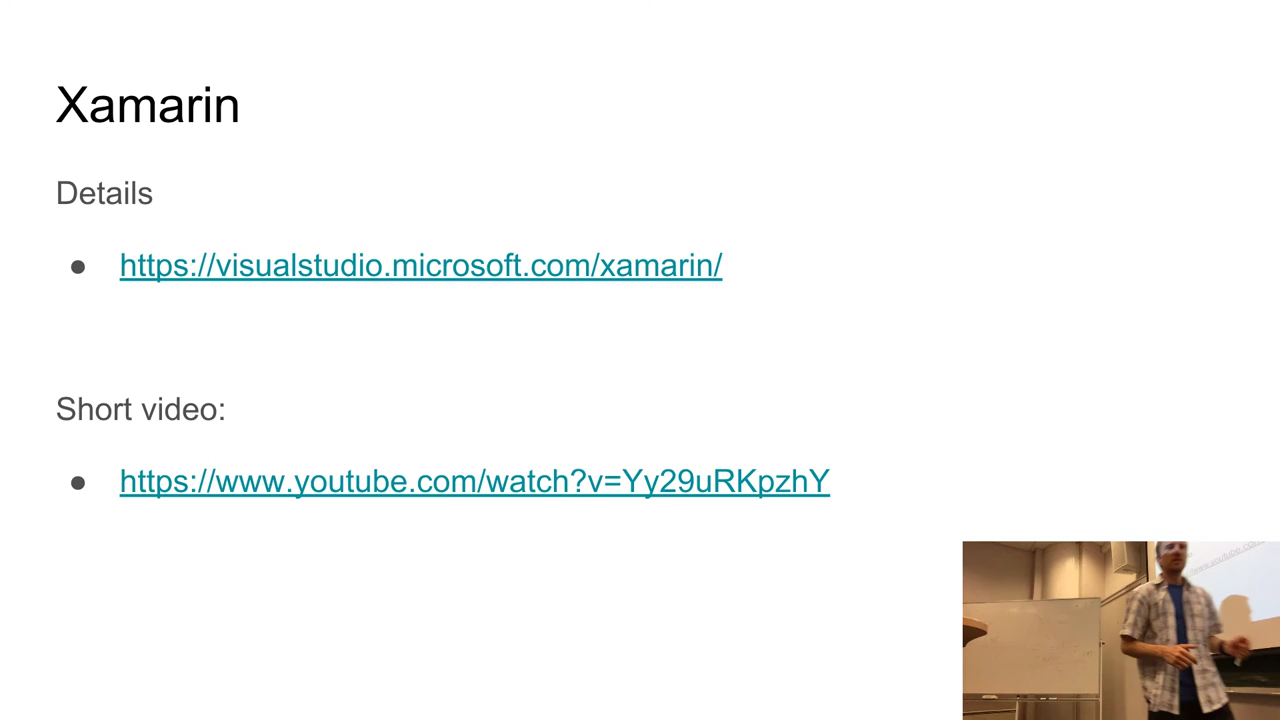 Xamarin
Details
● https://visualstudio.microsoft.com/xamarin/
Short video:
● https://www.youtube.com/watch?v=Yy29uRKpzhY